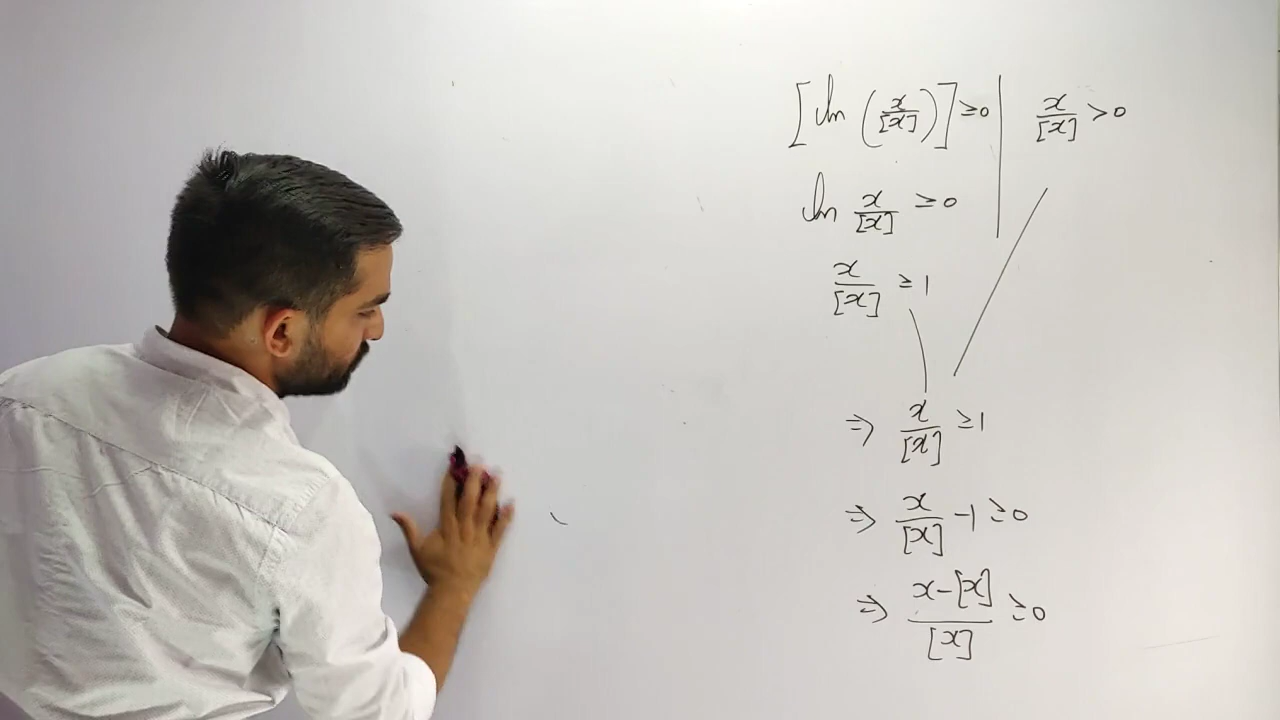 [ln (x/[x])] ≥0 | x/[x] >0
ln x/[x] ≥0
x/[x] ≥1
⇒ x/[x] ≥1
⇒ x/[x] -1 ≥0
⇒ x-[x]/[x] ≥0